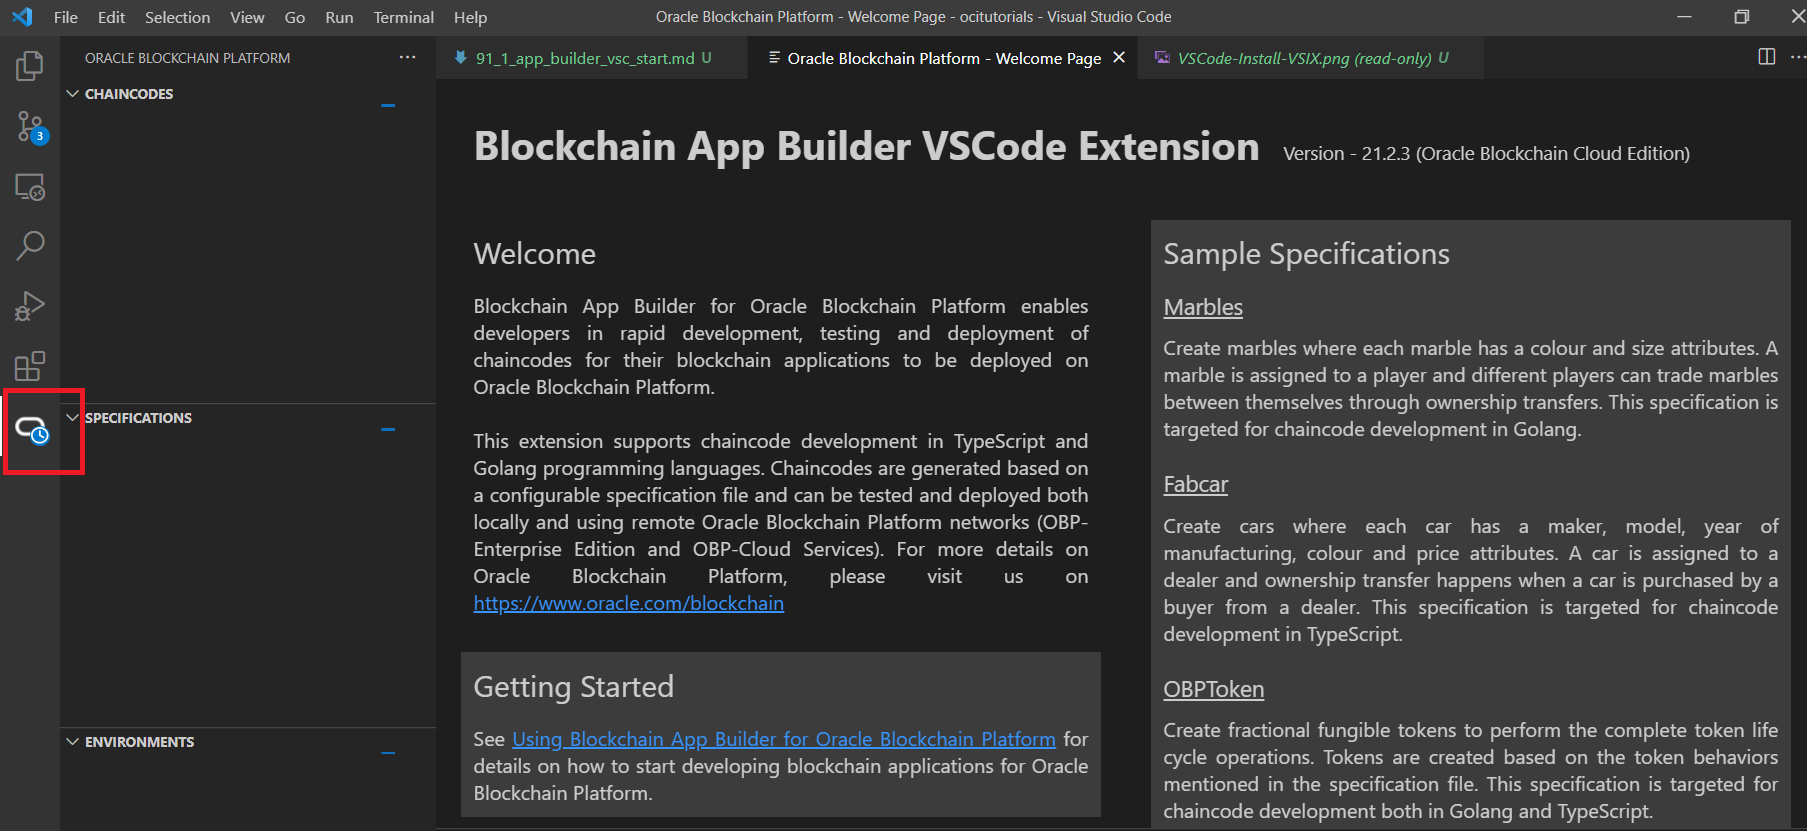 File Edit Selection View Go Run Terminal Help
Oracle Blockchain Platform - Welcome Page - ocitutorials - Visual Studio Code
ORACLE BLOCKCHAIN PLATFORM
91_1_app_builder_vsc_start.md U
Oracle Blockchain Platform - Welcome Page
VSCode-Install-VSIX.png (read-only) U
3
CHAINCODES
SPECIFICATIONS
ENVIRONMENTS
Blockchain App Builder VSCode Extension Version - 21.2.3 (Oracle Blockchain Cloud Edition)
Welcome
Blockchain App Builder for Oracle Blockchain Platform enables
developers in rapid development, testing and deployment of
chaincodes for their blockchain applications to be deployed on
Oracle Blockchain Platform.
This extension supports chaincode development in TypeScript and
Golang programming languages. Chaincodes are generated based on
a configurable specification file and can be tested and deployed both
locally and using remote Oracle Blockchain Platform networks (OBP-
Enterprise Edition and OBP-Cloud Services). For more details on
Oracle Blockchain Platform, please visit us on
https://www.oracle.com/blockchain
Getting Started
See Using Blockchain App Builder for Oracle Blockchain Platform for
details on how to start developing blockchain applications for Oracle
Blockchain Platform.
Sample Specifications
Marbles
Create marbles where each marble has a colour and size attributes. A
marble is assigned to a player and different players can trade marbles
between themselves through ownership transfers. This specification is
targeted for chaincode development in Golang.
Fabcar
Create cars where each car has a maker, model, year of
manufacturing, colour and price attributes. A car is assigned to a
dealer and ownership transfer happens when a car is purchased by a
buyer from a dealer. This specification is targeted for chaincode
development in TypeScript.
OBPToken
Create fractional fungible tokens to perform the complete token life
cycle operations. Tokens are created based on the token behaviors
mentioned in the specification file. This specification is targeted for
chaincode development both in Golang and TypeScript.